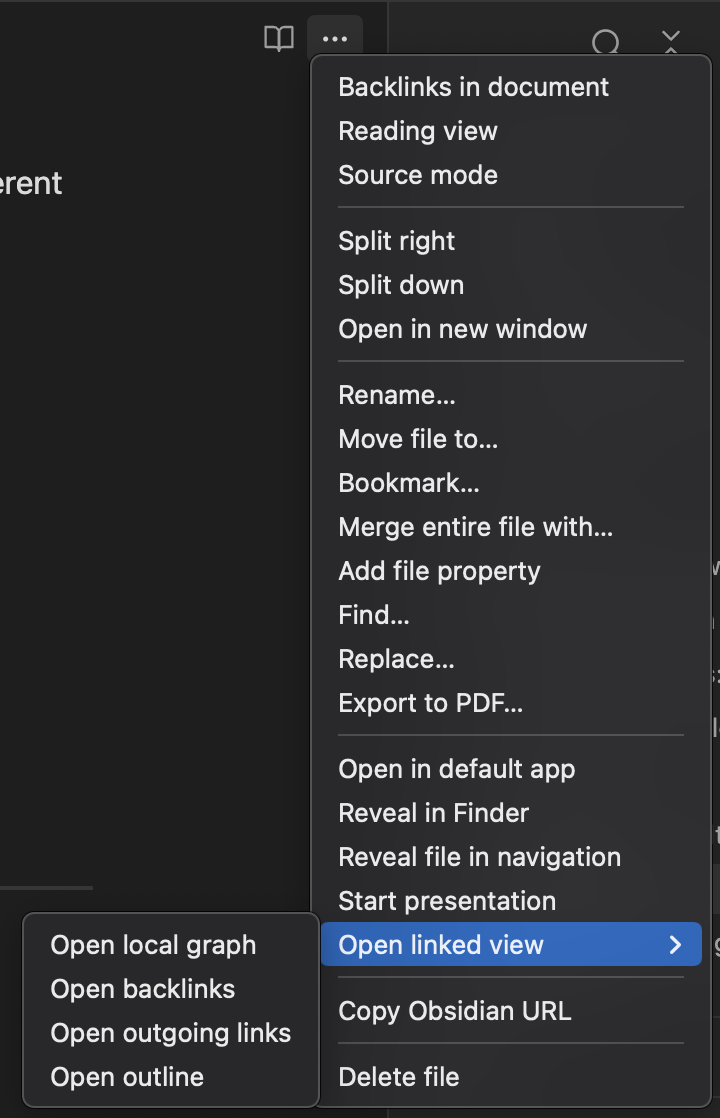 Backlinks in document
Reading view
Source mode
Split right
Split down
Open in new window
Rename...
Move file to...
Bookmark...
Merge entire file with...
Add file property
Find...
Replace...
Export to PDF...
Open in default app
Reveal in Finder
Reveal file in navigation
Start presentation
Open linked view
Open local graph
Open backlinks
Open outgoing links
Open outline
Copy Obsidian URL
Delete file